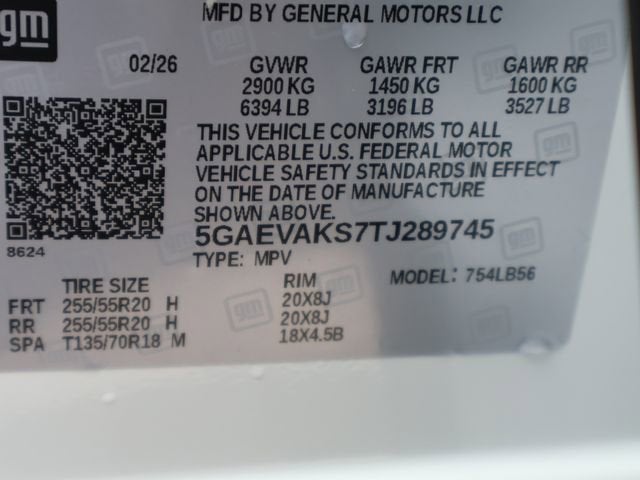 gm
MFD BY GENERAL MOTORS LLC
02/26 GVWR GAWR FRT GAWR RR
2900 KG 1450 KG 1600 KG
6394 LB 3196 LB 3527 LB
THIS VEHICLE CONFORMS TO ALL
APPLICABLE U.S. FEDERAL MOTOR
VEHICLE SAFETY STANDARDS IN EFFECT
ON THE DATE OF MANUFACTURE
5GAEVAKS7TJ289745
8624
TYPE: MPV MODEL: 754LB56
TIRE SIZE RIM
FRT 255/55R20 H 20X8J
RR 255/55R20 H 20X8J
SPA T135/70R18 M 18X4.5B